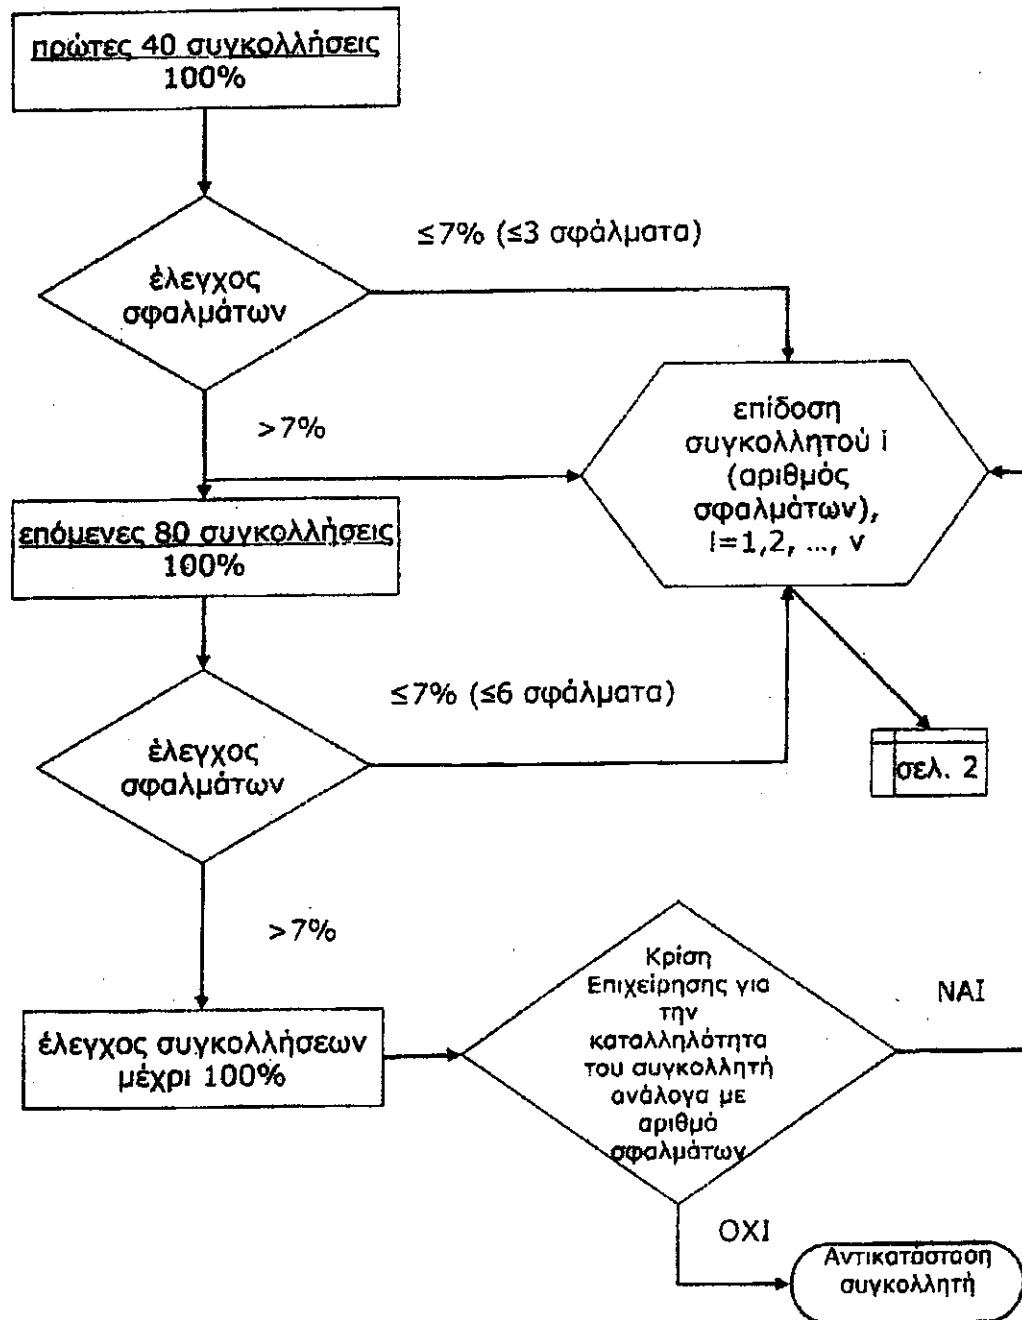 πρώτες 40 συγκολλήσεις
100%
≤7% (≤3 σφάλματα)
έλεγχος
σφαλμάτων
>7%
επίδοση
συγκολλητού i
(αριθμός
σφαλμάτων),
i=1,2, ..., ν
επόμενες 80 συγκολλήσεις
100%
≤7% (≤6 σφάλματα)
έλεγχος
σφαλμάτων
σελ. 2
>7%
έλεγχος συγκολλήσεων
μέχρι 100%
Κρίση
Επιχείρησης για
την
καταλληλότητα
του συγκολλητή
ανάλογα με
αριθμό
σφαλμάτων
ΝΑΙ
ΟΧΙ
Αντικατάσταση
συγκολλητή